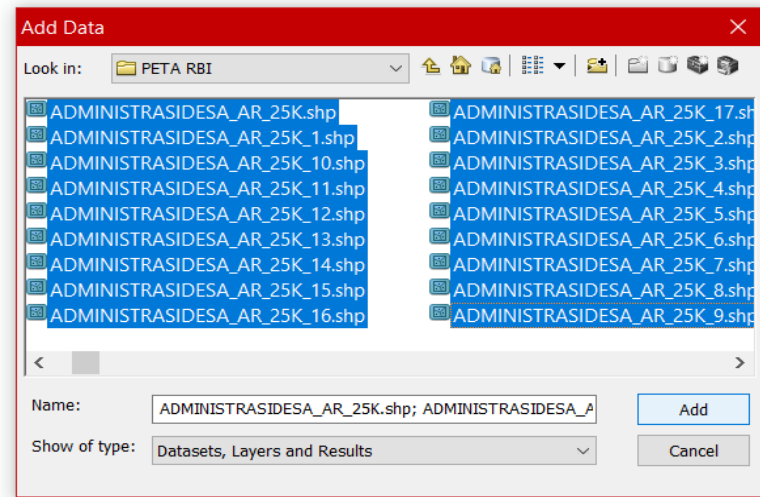 Add Data
Look in: PETA RBI
ADMINISTRASIDESA_AR_25K.shp
ADMINISTRASIDESA_AR_25K_1.shp
ADMINISTRASIDESA_AR_25K_10.shp
ADMINISTRASIDESA_AR_25K_11.shp
ADMINISTRASIDESA_AR_25K_12.shp
ADMINISTRASIDESA_AR_25K_13.shp
ADMINISTRASIDESA_AR_25K_14.shp
ADMINISTRASIDESA_AR_25K_15.shp
ADMINISTRASIDESA_AR_25K_16.shp
ADMINISTRASIDESA_AR_25K_17.sh
ADMINISTRASIDESA_AR_25K_2.shp
ADMINISTRASIDESA_AR_25K_3.shp
ADMINISTRASIDESA_AR_25K_4.shp
ADMINISTRASIDESA_AR_25K_5.shp
ADMINISTRASIDESA_AR_25K_6.shp
ADMINISTRASIDESA_AR_25K_7.shp
ADMINISTRASIDESA_AR_25K_8.shp
ADMINISTRASIDESA_AR_25K_9.shp
Name: ADMINISTRASIDESA_AR_25K.shp; ADMINISTRASIDESA_A Add
Show of type: Datasets, Layers and Results Cancel